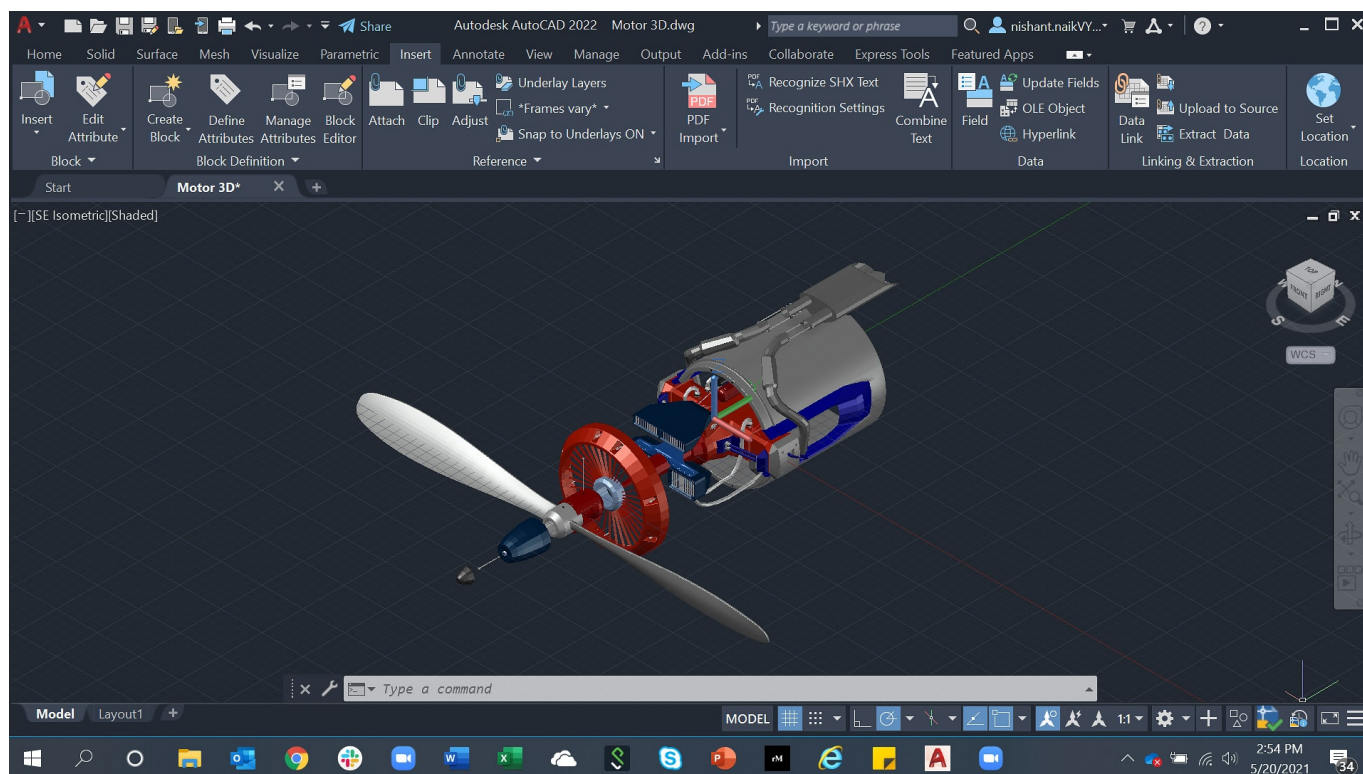 Share Autodesk AutoCAD 2022 Motor 3D.dwg Type a keyword or phrase nishant.naikVY...
Home Solid Surface Mesh Visualize Parametric Insert Annotate View Manage Output Add-ins Collaborate Express Tools Featured Apps
Insert
Edit
Attribute
Create
Block
Define
Attributes
Manage
Attributes
Block
Editor
Attach
Clip
Adjust
Underlay Layers
*Frames vary*
Snap to Underlays ON
PDF
PDF
Import
Recognize SHX Text
Recognition Settings
Combine
Text
Field
Update Fields
OLE Object
Hyperlink
Data
Link
Upload to Source
Extract Data
Set
Location
Block Block Definition Reference Import Data Linking & Extraction Location
Start Motor 3D*
[-][SE Isometric][Shaded]
TOP
FRONT RIGHT
S E
WCS
Type a command
Model Layout1
MODEL 1:1
2:54 PM
5/20/2021
34